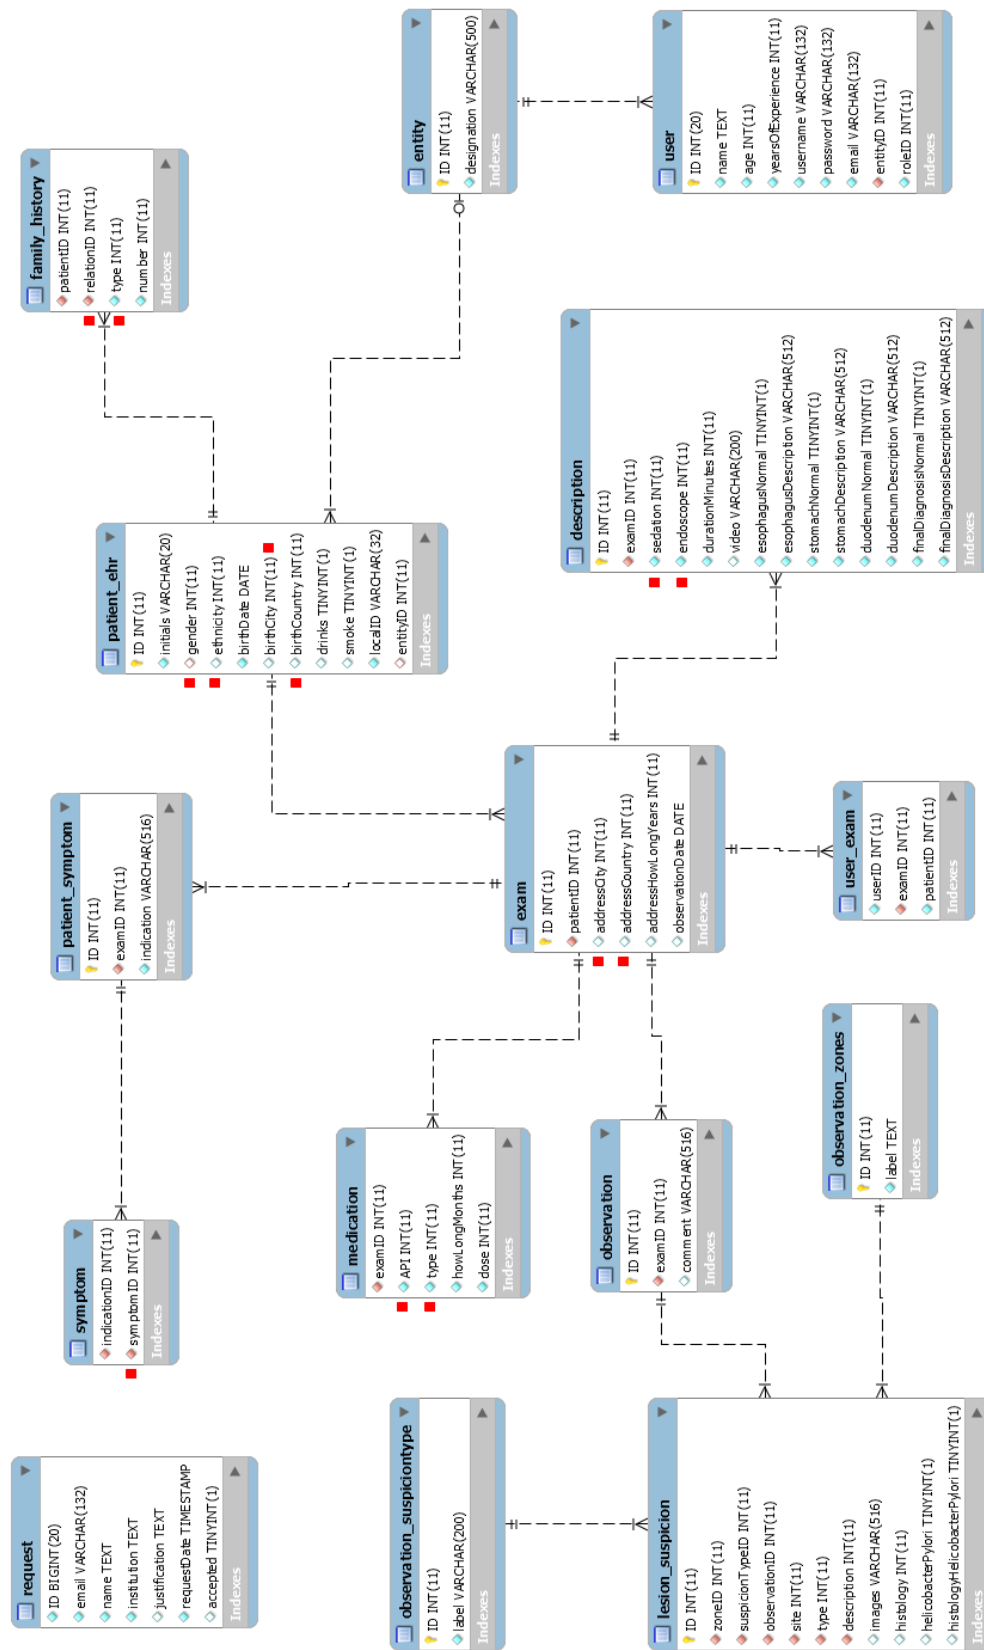 request
ID BIGINT(20)
email VARCHAR(132)
name TEXT
institution TEXT
justification TEXT
requestDate TIMESTAMP
accepted TINYINT(1)
Indexes
symptom
indicationID INT(11)
symptomID INT(11)
Indexes
patient_symptom
ID INT(11)
examID INT(11)
indication VARCHAR(516)
Indexes
family_history
patientID INT(11)
relationID INT(11)
type INT(11)
number INT(11)
Indexes
patient_ehr
ID INT(11)
initials VARCHAR(20)
gender INT(11)
ethnicity INT(11)
birthDate DATE
birthCity INT(11)
birthCountry INT(11)
drinks TINYINT(1)
smoke TINYINT(1)
localID VARCHAR(32)
entityID INT(11)
Indexes
entity
ID INT(11)
designation VARCHAR(500)
Indexes
user
ID INT(20)
name TEXT
age INT(11)
yearsOfExperience INT(11)
username VARCHAR(132)
password VARCHAR(132)
email VARCHAR(132)
entityID INT(11)
roleID INT(11)
Indexes
medication
examID INT(11)
API INT(11)
type INT(11)
howLongMonths INT(11)
dose INT(11)
Indexes
exam
ID INT(11)
patientID INT(11)
addressCity INT(11)
addressCountry INT(11)
addressHowLongYears INT(11)
observationDate DATE
Indexes
description
ID INT(11)
examID INT(11)
sedation INT(11)
endoscope INT(11)
durationMinutes INT(11)
video VARCHAR(200)
esophagusNormal TINYINT(1)
esophagusDescription VARCHAR(512)
stomachNormal TINYINT(1)
stomachDescription VARCHAR(512)
duodenumNormal TINYINT(1)
duodenumDescription VARCHAR(512)
finalDiagnosisNormal TINYINT(1)
finalDiagnosisDescription VARCHAR(512)
Indexes
observation_suspiciontype
ID INT(11)
label VARCHAR(200)
Indexes
observation
ID INT(11)
examID INT(11)
comment VARCHAR(516)
Indexes
lesion_suspicion
ID INT(11)
zoneID INT(11)
suspicionTypeID INT(11)
observationID INT(11)
site INT(11)
type INT(11)
description INT(11)
images VARCHAR(516)
histology INT(11)
helicobacterPylori TINYINT(1)
histologyHelicobacterPylori TINYINT(1)
Indexes
observation_zones
ID INT(11)
label TEXT
Indexes
user_exam
userID INT(11)
examID INT(11)
patientID INT(11)
Indexes